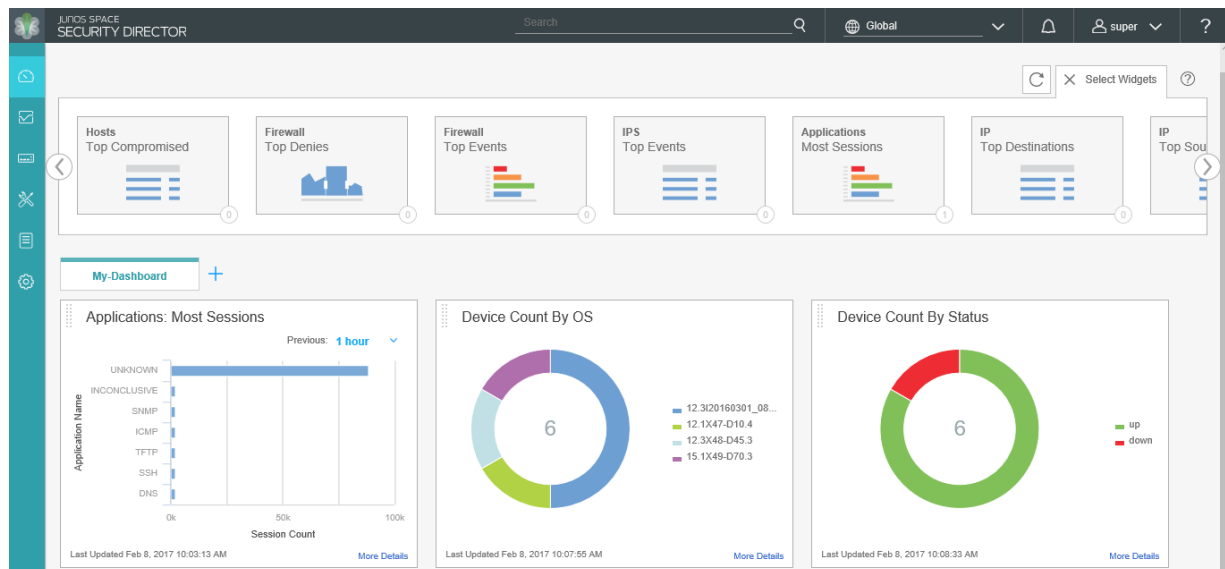 JUNOS SPACE
SECURITY DIRECTOR
Search
Global
super
?
Select Widgets
?
Hosts
Top Compromised
0
Firewall
Top Denies
0
Firewall
Top Events
0
IPS
Top Events
0
Applications
Most Sessions
1
IP
Top Destinations
0
IP
Top Sou
My-Dashboard
Applications: Most Sessions
Previous: 1 hour
Application Name
UNKNOWN
INCONCLUSIVE
SNMP
ICMP
TFTP
SSH
DNS
0k 50k 100k
Session Count
Last Updated Feb 8, 2017 10:03:13 AM
More Details
Device Count By OS
6
12.3I20160301_08...
12.1X47-D10.4
12.3X48-D45.3
15.1X49-D70.3
Last Updated Feb 8, 2017 10:07:55 AM
More Details
Device Count By Status
6
up
down
Last Updated Feb 8, 2017 10:08:33 AM
More Details